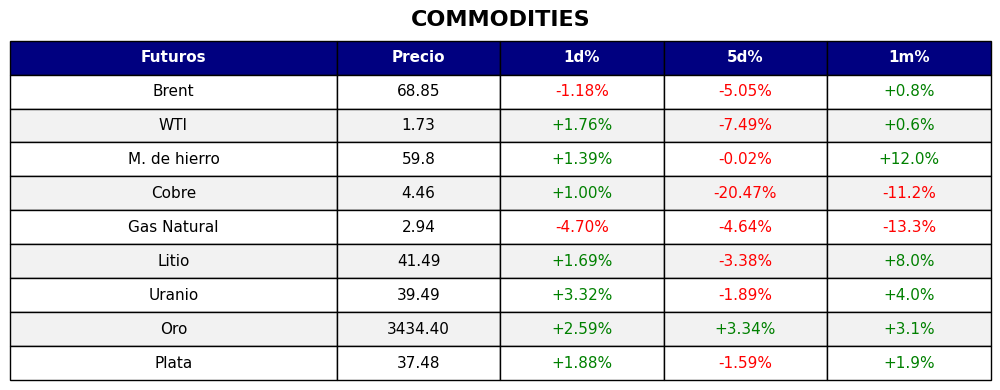 COMMODITIES
Futuros Precio 1d% 5d% 1m%
Brent 68.85 -1.18% -5.05% +0.8%
WTI 1.73 +1.76% -7.49% +0.6%
M. de hierro 59.8 +1.39% -0.02% +12.0%
Cobre 4.46 +1.00% -20.47% -11.2%
Gas Natural 2.94 -4.70% -4.64% -13.3%
Litio 41.49 +1.69% -3.38% +8.0%
Uranio 39.49 +3.32% -1.89% +4.0%
Oro 3434.40 +2.59% +3.34% +3.1%
Plata 37.48 +1.88% -1.59% +1.9%